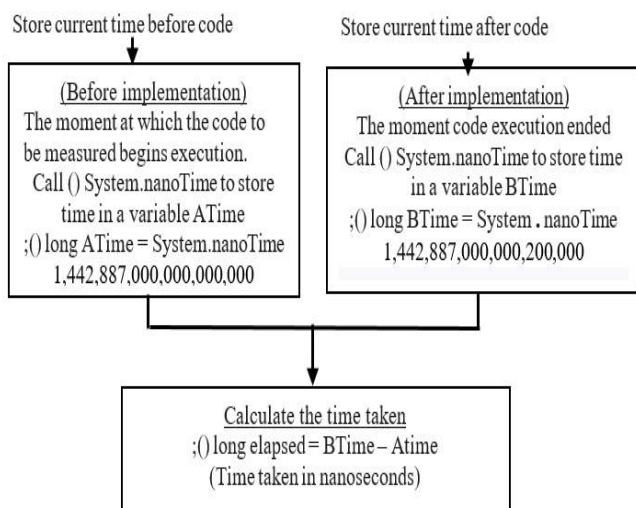 Store current time before code
(Before implementation)
The moment at which the code to
be measured begins execution.
Call () System.nanoTime to store
time in a variable ATime
;() long ATime = System.nanoTime
1,442,887,000,000,000,000
Store current time after code
(After implementation)
The moment code execution ended
Call () System.nanoTime to store time
in a variable BTime
;() long BTime = System . nanoTime
1,442,887,000,000,200,000
Calculate the time taken
;() long elapsed = BTime – Atime
(Time taken in nanoseconds)